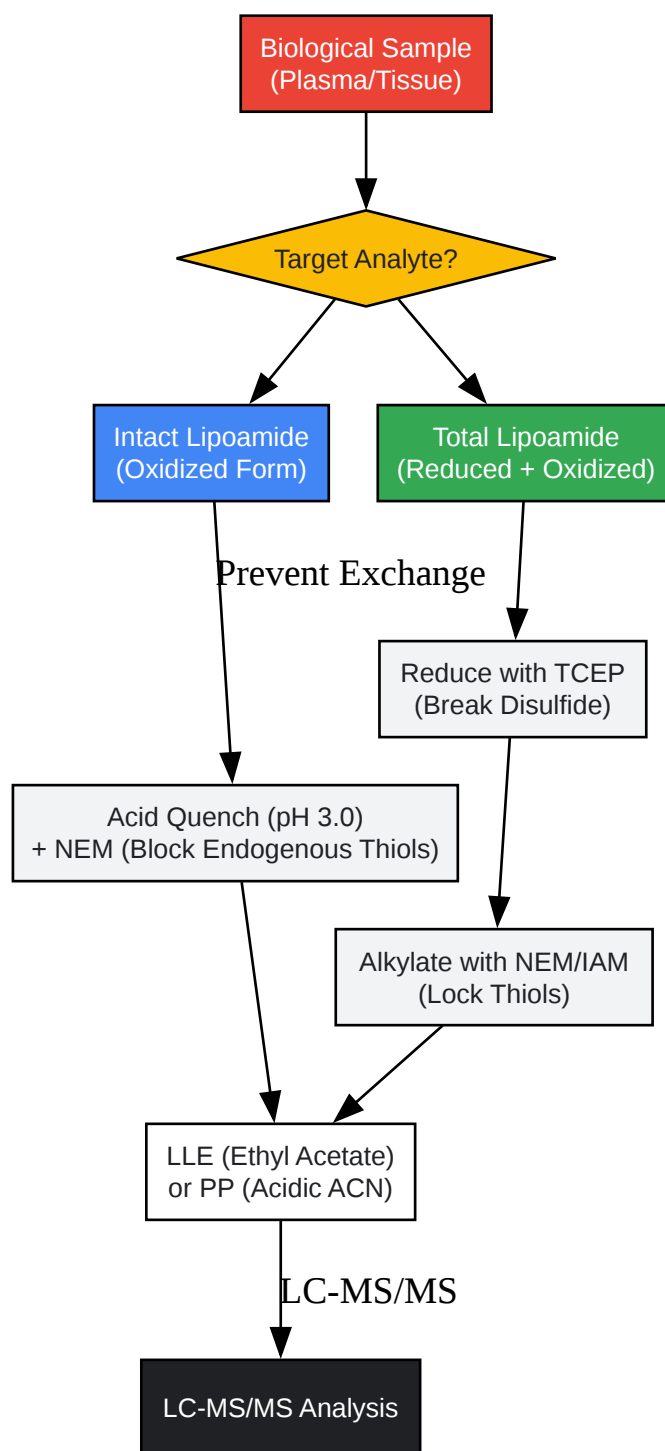 Biological Sample
(Plasma/Tissue)
Target Analyte?
Intact Lipoamide
(Oxidized Form)
Total Lipoamide
(Reduced + Oxidized)
Prevent Exchange
Reduce with TCEP
(Break Disulfide)
Acid Quench (pH 3.0)
+ NEM (Block Endogenous Thiols)
Alkylate with NEM/IAM
(Lock Thiols)
LLE (Ethyl Acetate)
or PP (Acidic ACN)
LC-MS/MS
LC-MS/MS Analysis